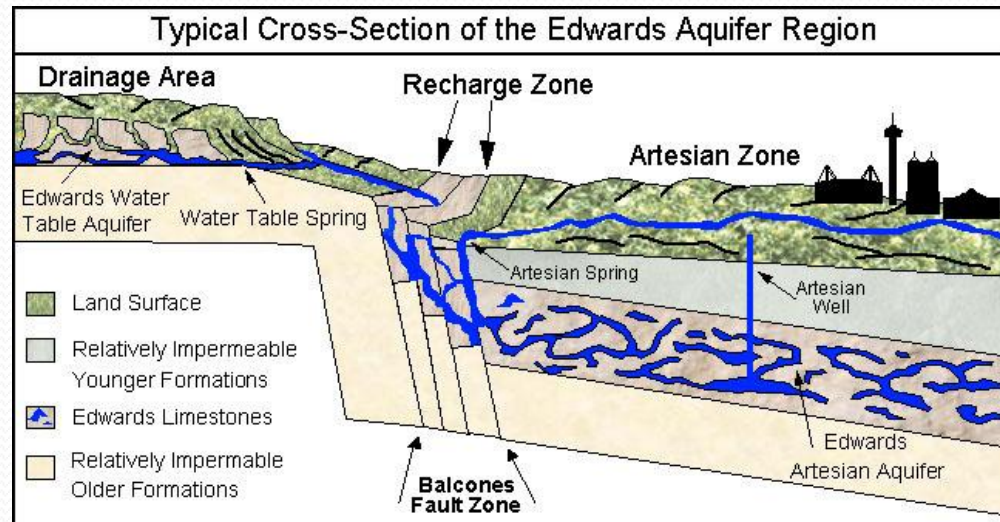 Typical Cross-Section of the Edwards Aquifer Region
Drainage Area
Recharge Zone
Artesian Zone
Edwards Water
Table Aquifer
Water Table Spring
Artesian Spring
Artesian
Well
Land Surface
Relatively Impermeable
Younger Formations
Edwards Limestones
Relatively Impermable
Older Formations
Balcones
Fault Zone
Edwards
Artesian Aquifer